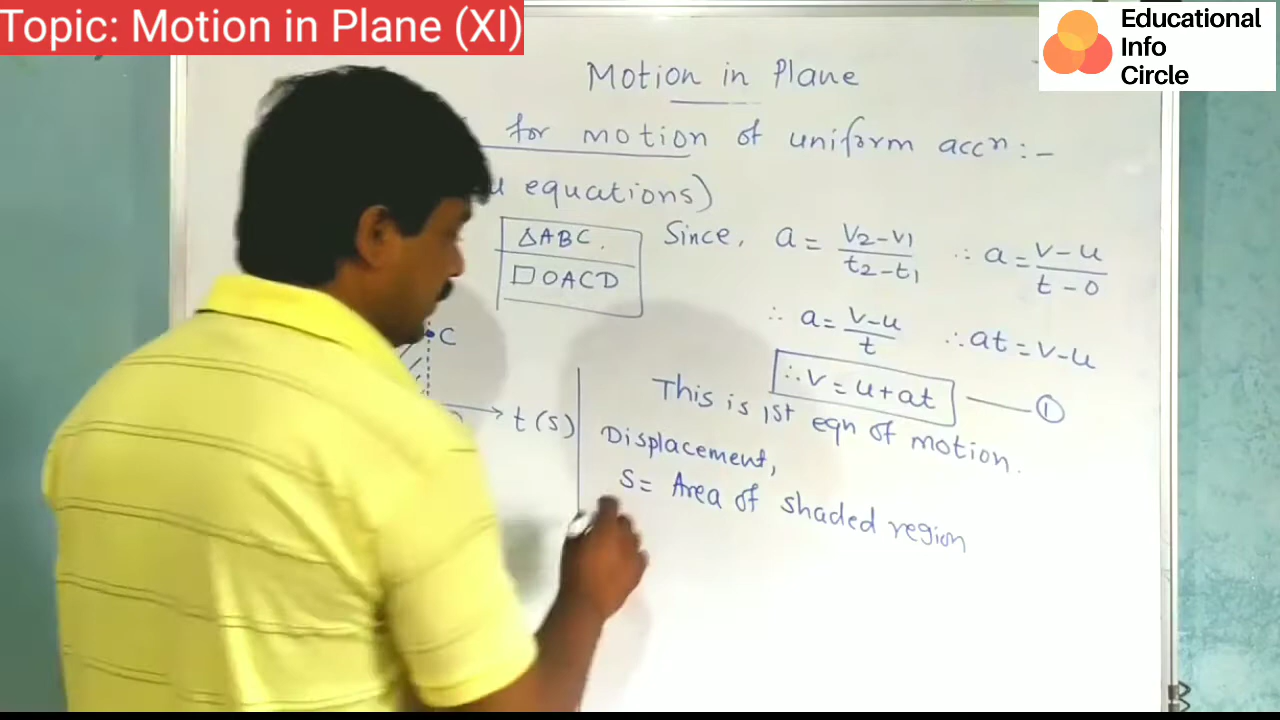 Topic: Motion in Plane (XI)
Educational
Info
Circle
Motion in Plane
for motion of uniform accⁿ:-
equations)
△ABC.
□OACD
Since, a = v₂-v₁/t₂-t₁ ∴ a = v-u/t-0
∴ a = v-u/t ∴ at = v-u
∴ v = u+at ①
This is 1st eqn of motion.
C
t(s)
Displacement,
S = Area of shaded region